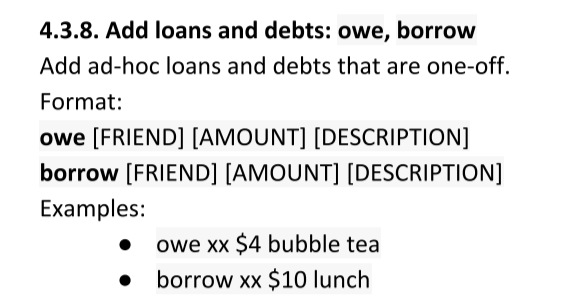 4.3.8. Add loans and debts: owe, borrow
Add ad-hoc loans and debts that are one-off.
Format:
owe [FRIEND] [AMOUNT] [DESCRIPTION]
borrow [FRIEND] [AMOUNT] [DESCRIPTION]
Examples:
● owe xx $4 bubble tea
● borrow xx $10 lunch